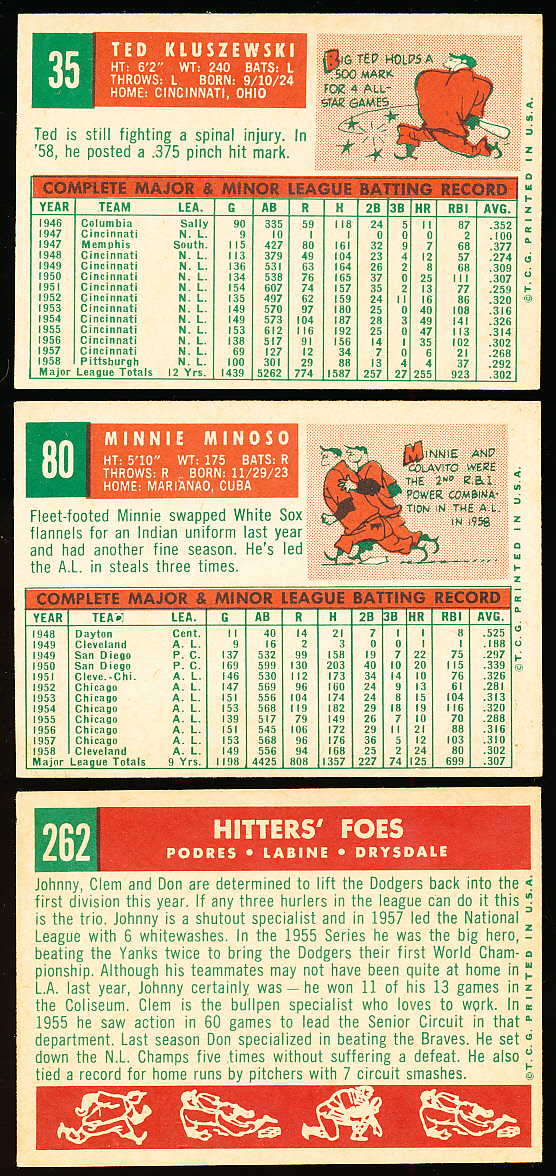 35
TED KLUSZEWSKI
HT: 6'2" WT: 240 BATS: L
THROWS: L BORN: 9/10/24
HOME: CINCINNATI, OHIO
BIG TED HOLDS A
.500 MARK
FOR 4 ALL-
STAR GAMES
Ted is still fighting a spinal injury. In
'58, he posted a .375 pinch hit mark.
COMPLETE MAJOR & MINOR LEAGUE BATTING RECORD
YEAR TEAM LEA. G AB R H 2B 3B HR RBI AVG.
1946 Columbia Sally 90 335 59 118 24 5 11 87 .352
1947 Cincinnati N. L. 9 10 1 1 0 0 0 2 .100
1947 Memphis South. 115 427 80 161 32 9 7 68 .377
1948 Cincinnati N. L. 113 379 49 104 23 4 12 57 .274
1949 Cincinnati N. L. 136 531 63 164 26 2 8 68 .309
1950 Cincinnati N. L. 134 538 76 165 37 0 25 111 .307
1951 Cincinnati N. L. 154 607 74 157 35 2 13 77 .259
1952 Cincinnati N. L. 135 497 62 159 24 11 16 86 .320
1953 Cincinnati N. L. 149 570 97 180 25 0 40 108 .316
1954 Cincinnati N. L. 149 573 104 187 28 3 49 141 .326
1955 Cincinnati N. L. 153 612 116 192 25 0 47 113 .314
1956 Cincinnati N. L. 138 517 91 156 14 1 35 102 .302
1957 Cincinnati N. L. 69 127 12 34 7 0 6 21 .268
1958 Pittsburgh N. L. 100 301 29 88 13 4 4 37 .292
Major League Totals 12 Yrs. 1439 5262 774 1587 257 27 255 923 .302
©T.C.G. PRINTED IN U.S.A.
80
MINNIE MINOSO
HT: 5'10" WT: 175 BATS: R
THROWS: R BORN: 11/29/23
HOME: MARIANAO, CUBA
MINNIE AND
COLAVITO WERE
THE 2ND R.B.I.
POWER COMBINA-
TION IN THE A.L.
IN 1958
Fleet-footed Minnie swapped White Sox
flannels for an Indian uniform last year
and had another fine season. He's led
the A.L. in steals three times.
COMPLETE MAJOR & MINOR LEAGUE BATTING RECORD
YEAR TEAM LEA. G AB R H 2B 3B HR RBI AVG.
1948 Dayton Cent. 11 40 14 21 7 1 1 8 .525
1949 Cleveland A. L. 9 16 2 3 0 0 1 1 .188
1949 San Diego P. C. 137 532 99 158 19 7 22 75 .297
1950 San Diego P. C. 169 599 130 203 40 10 20 115 .339
1951 Cleve.-Chi. A. L. 146 530 112 173 34 14 10 76 .326
1952 Chicago A. L. 147 569 96 160 24 9 13 61 .281
1953 Chicago A. L. 151 556 104 174 24 8 15 104 .313
1954 Chicago A. L. 153 568 119 182 29 18 19 116 .320
1955 Chicago A. L. 139 517 79 149 26 7 10 70 .288
1956 Chicago A. L. 151 545 106 172 29 11 21 88 .316
1957 Chicago A. L. 153 568 96 176 36 5 12 103 .310
1958 Cleveland A. L. 149 556 94 168 25 2 24 80 .302
Major League Totals 9 Yrs. 1198 4425 808 1357 227 74 125 699 .307
©T.C.G. PRINTED IN U.S.A.
262
HITTERS' FOES
PODRES • LABINE • DRYSDALE
Johnny, Clem and Don are determined to lift the Dodgers back into the
first division this year. If any three hurlers in the league can do it this
is the trio. Johnny is a shutout specialist and in 1957 led the National
League with 6 whitewashes. In the 1955 Series he was the big hero,
beating the Yanks twice to bring the Dodgers their first World Cham-
pionship. Although his teammates may not have been quite at home in
L.A. last year, Johnny certainly was — he won 11 of his 13 games in
the Coliseum. Clem is the bullpen specialist who loves to work. In
1955 he saw action in 60 games to lead the Senior Circuit in that
department. Last season Don specialized in beating the Braves. He set
down the N.L. Champs five times without suffering a defeat. He also
tied a record for home runs by pitchers with 7 circuit smashes.
©T.C.G. PRINTED IN U.S.A.